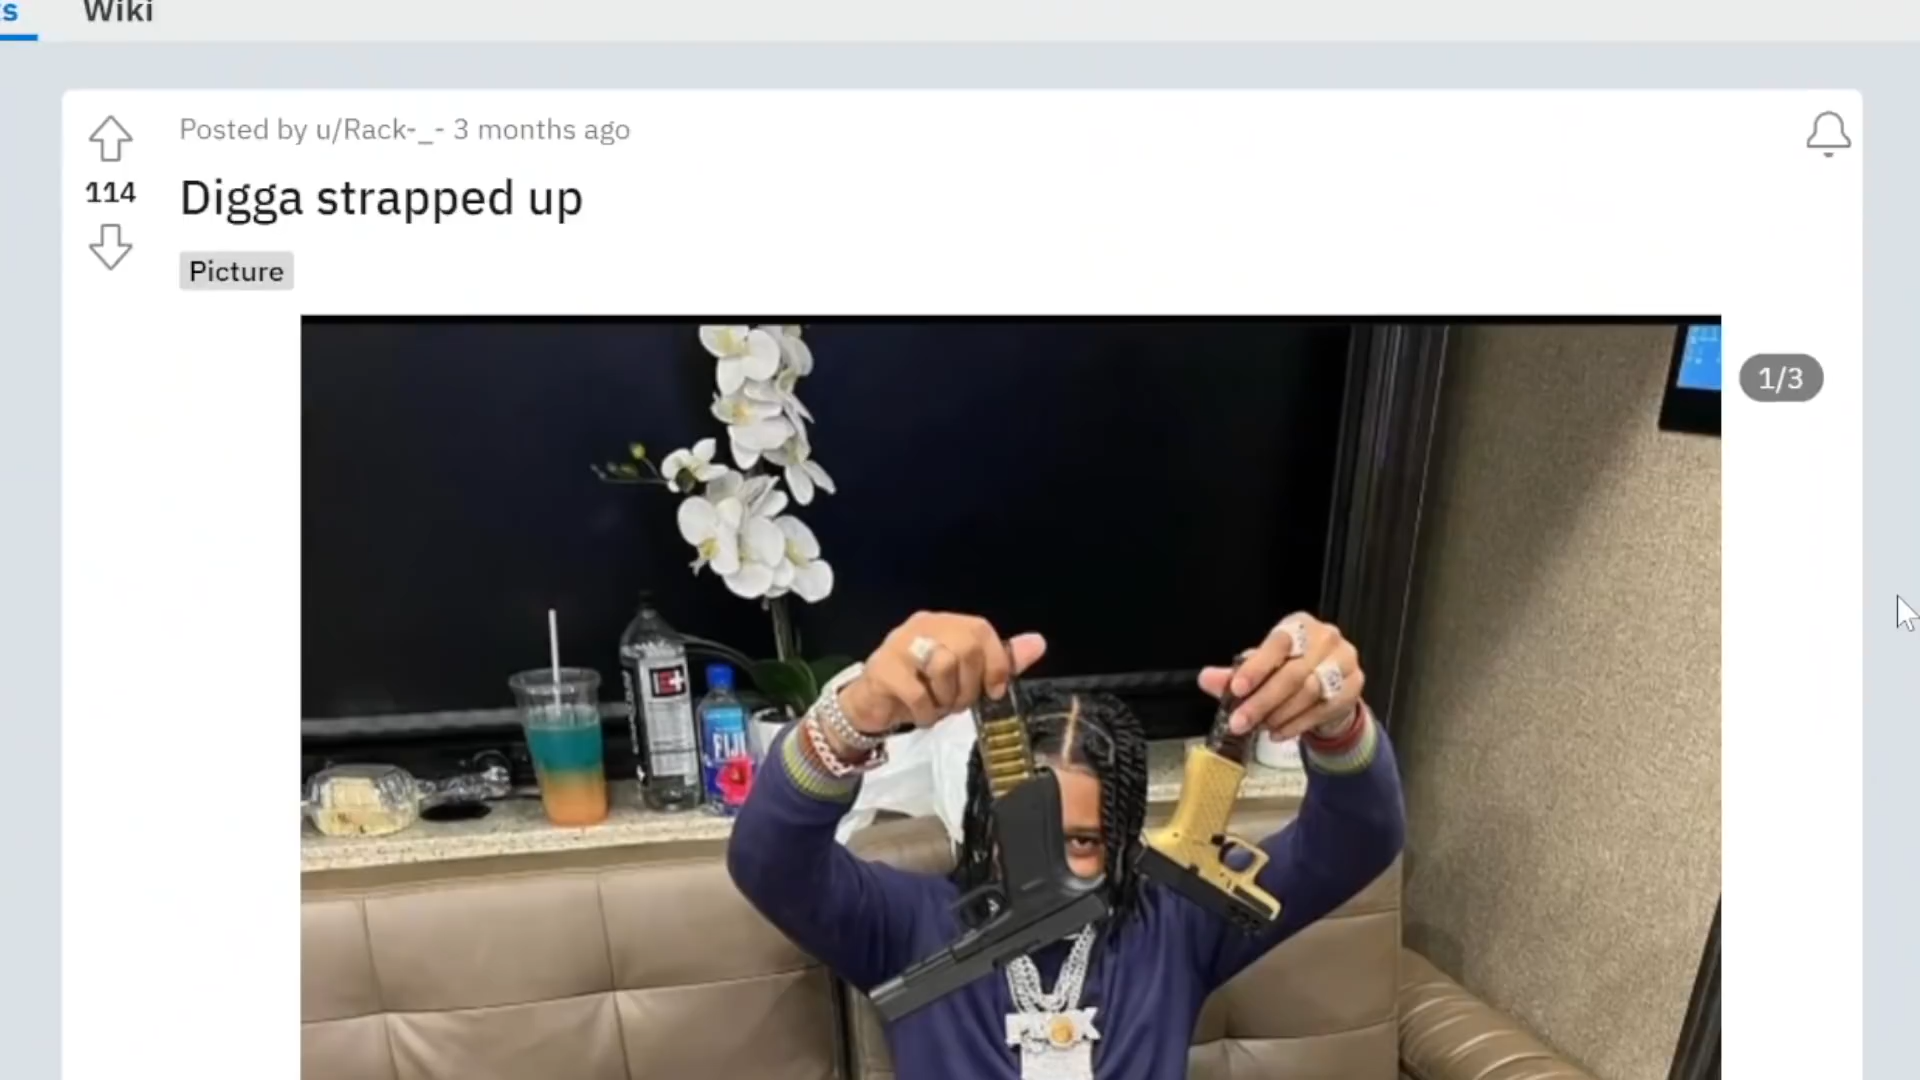 s
Wiki
Posted by u/Rack-_- 3 months ago
114
Digga strapped up
Picture
1/3
FIJI